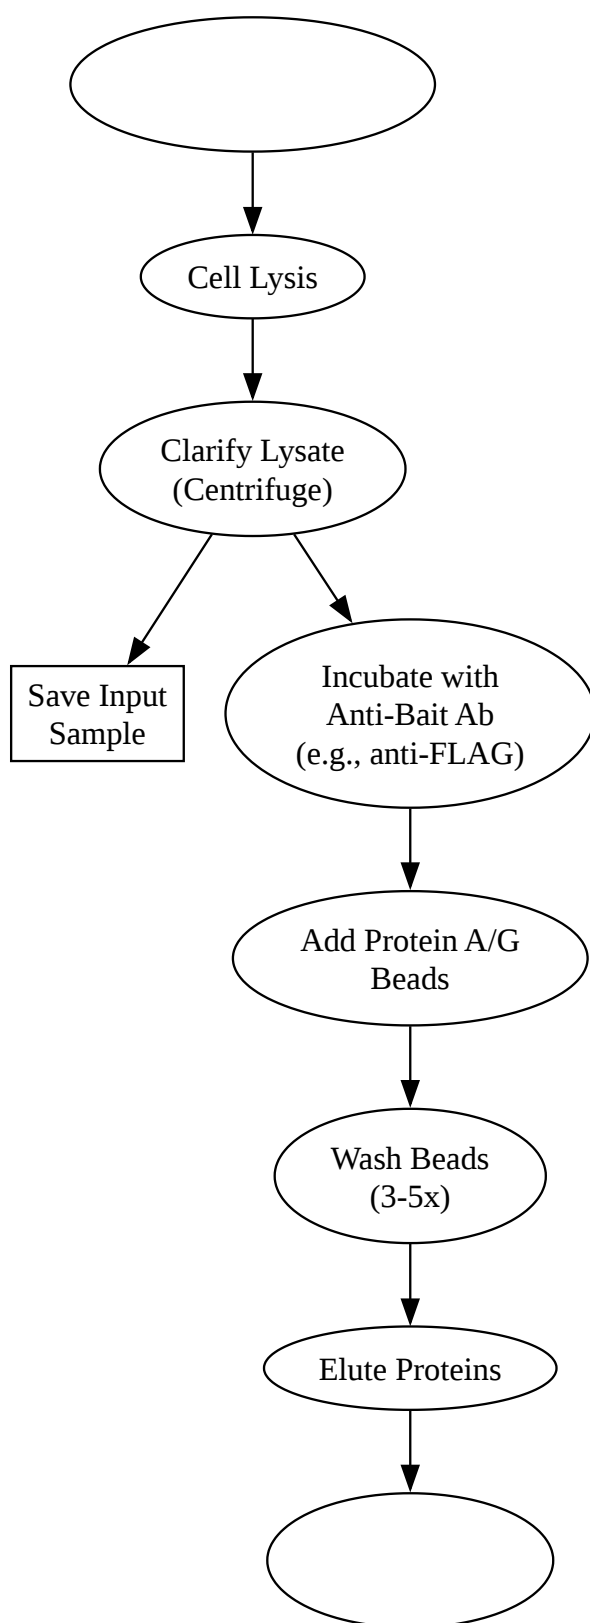 Cell Lysis
Clarify Lysate
(Centrifuge)
Save Input
Sample
Incubate with
Anti-Bait Ab
(e.g., anti-FLAG)
Add Protein A/G
Beads
Wash Beads
(3-5x)
Elute Proteins